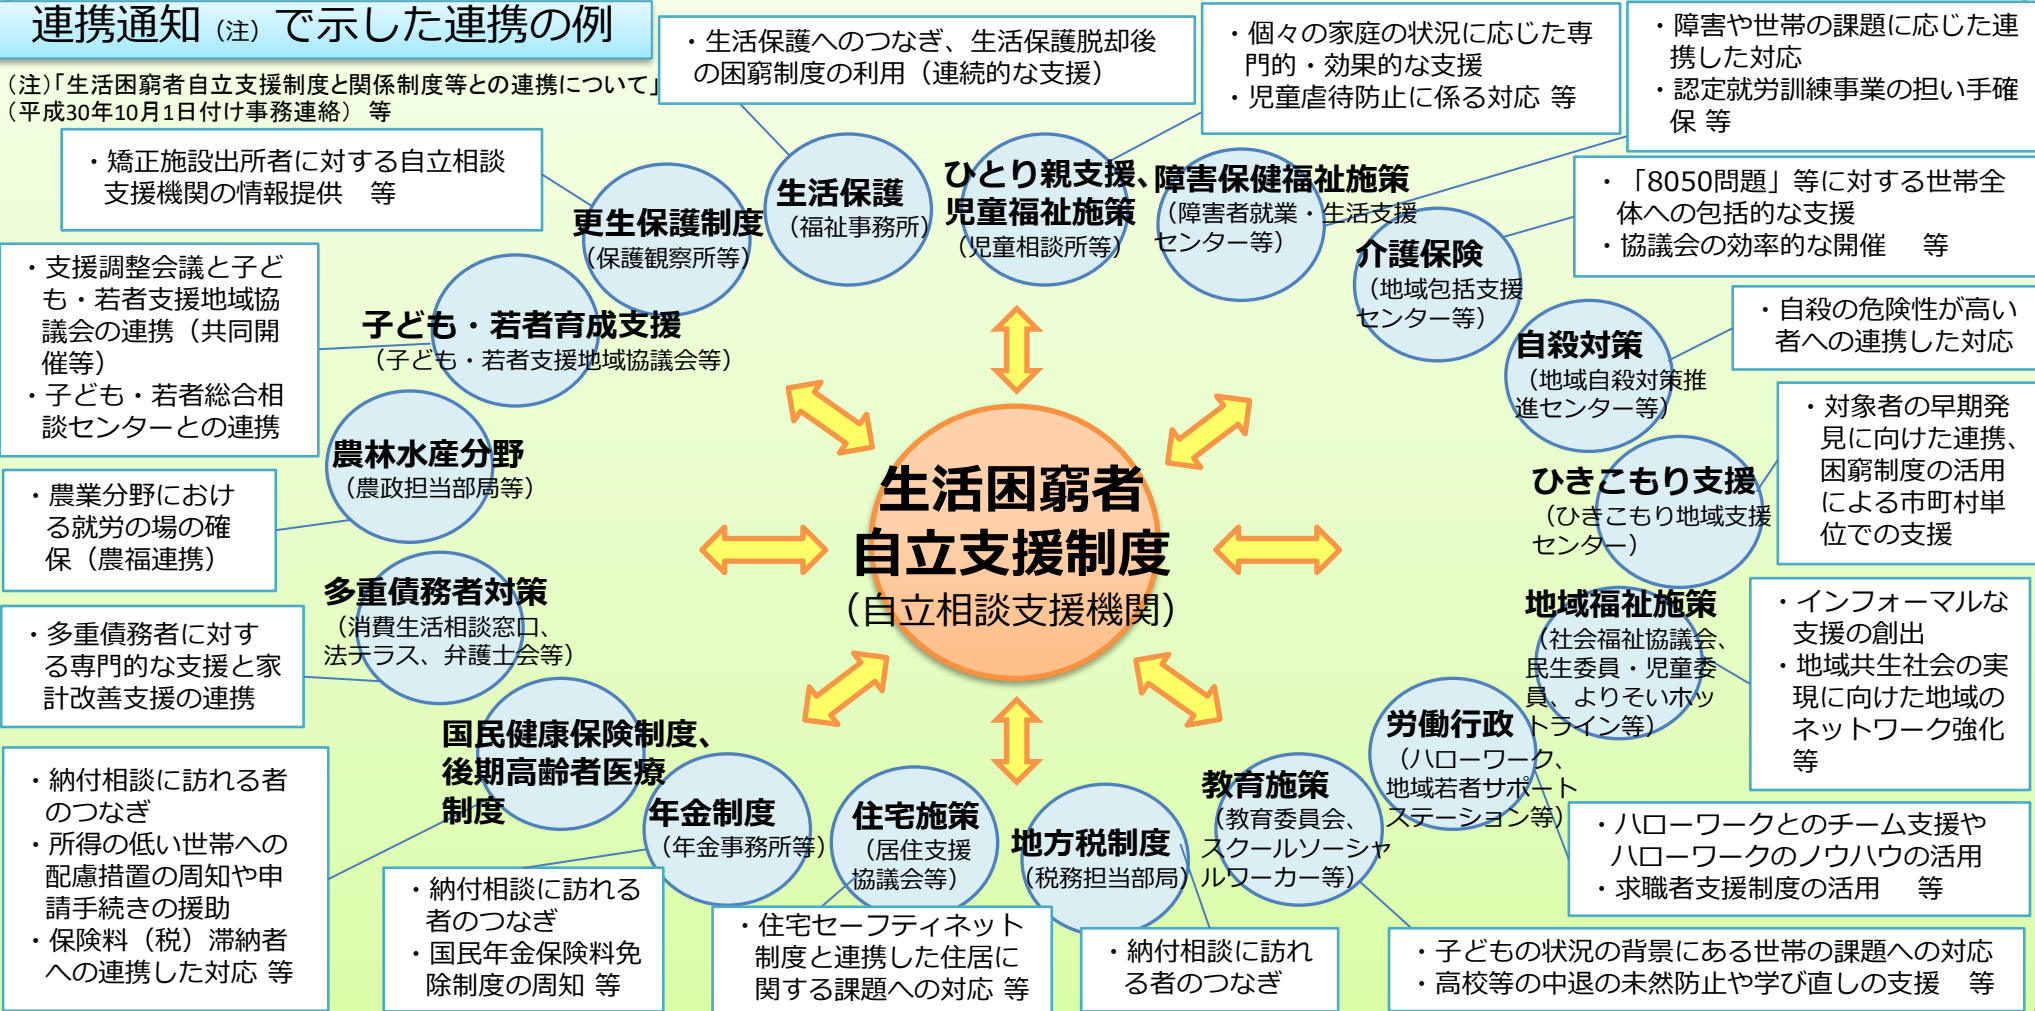 連携通知（注）で示した連携の例
（注）「生活困窮者自立支援制度と関係制度等との連携について」
（平成30年10月1日付け事務連絡） 等
・生活保護へのつなぎ、生活保護脱却後
の困窮制度の利用（連続的な支援）
・個々の家庭の状況に応じた専
門的・効果的な支援
・児童虐待防止に係る対応 等
・障害や世帯の課題に応じた連
携した対応
・認定就労訓練事業の担い手確
保 等
・矯正施設出所者に対する自立相談
支援機関の情報提供　等
・「8050問題」等に対する世帯全
体への包括的な支援
・協議会の効率的な開催　等
・支援調整会議と子ど
も・若者支援地域協
議会の連携（共同開
催等）
・子ども・若者総合相
談センターとの連携
・自殺の危険性が高い
者への連携した対応
・対象者の早期発
見に向けた連携、
困窮制度の活用
による市町村単
位での支援
・農業分野におけ
る就労の場の確
保（農福連携）
・多重債務者に対す
る専門的な支援と家
計改善支援の連携
・インフォーマルな
支援の創出
・地域共生社会の実
現に向けた地域の
ネットワーク強化
等
・納付相談に訪れる者
のつなぎ
・所得の低い世帯への
配慮措置の周知や申
請手続きの援助
・保険料（税）滞納者
への連携した対応 等
・納付相談に訪れる
者のつなぎ
・国民年金保険料免
除制度の周知 等
・住宅セーフティネット
制度と連携した住居に
関する課題への対応 等
・納付相談に訪れ
る者のつなぎ
・ハローワークとのチーム支援や
ハローワークのノウハウの活用
・求職者支援制度の活用　等
・子どもの状況の背景にある世帯の課題への対応
・高校等の中退の未然防止や学び直しの支援　等
生活保護
（福祉事務所）
ひとり親支援、
児童福祉施策
（児童相談所等）
障害保健福祉施策
（障害者就業・生活支援
センター等）
介護保険
（地域包括支援
センター等）
自殺対策
（地域自殺対策推
進センター等）
ひきこもり支援
（ひきこもり地域支援
センター）
地域福祉施策
（社会福祉協議会、
民生委員・児童委
員、よりそいホッ
トライン等）
労働行政
（ハローワーク、
地域若者サポート
ステーション等）
教育施策
（教育委員会、
スクールソーシャ
ルワーカー等）
地方税制度
（税務担当部局）
住宅施策
（居住支援
協議会等）
年金制度
（年金事務所等）
国民健康保険制度、
後期高齢者医療
制度
多重債務者対策
（消費生活相談窓口、
法テラス、弁護士会等）
農林水産分野
（農政担当部局等）
子ども・若者育成支援
（子ども・若者支援地域協議会等）
更生保護制度
（保護観察所等）
生活困窮者
自立支援制度
（自立相談支援機関）